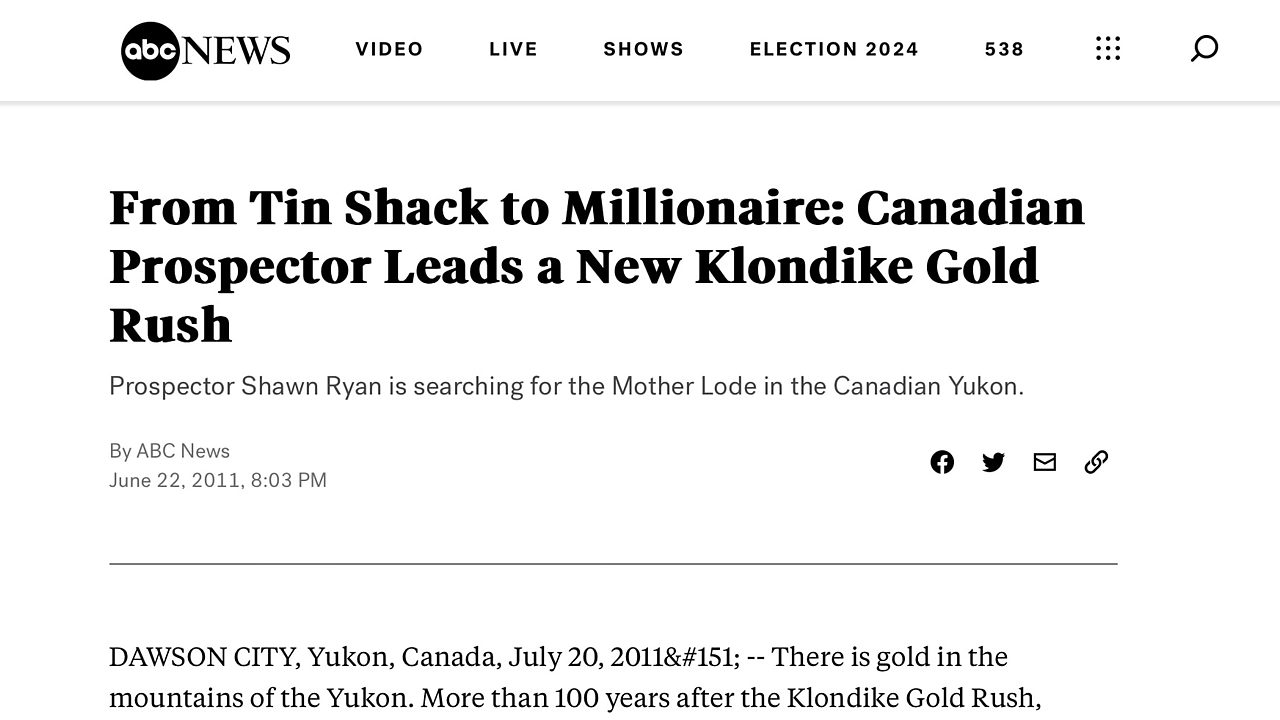 abc NEWS VIDEO LIVE SHOWS ELECTION 2024 538
From Tin Shack to Millionaire: Canadian
Prospector Leads a New Klondike Gold
Rush
Prospector Shawn Ryan is searching for the Mother Lode in the Canadian Yukon.
By ABC News
June 22, 2011, 8:03 PM
DAWSON CITY, Yukon, Canada, July 20, 2011&#151; -- There is gold in the
mountains of the Yukon. More than 100 years after the Klondike Gold Rush,